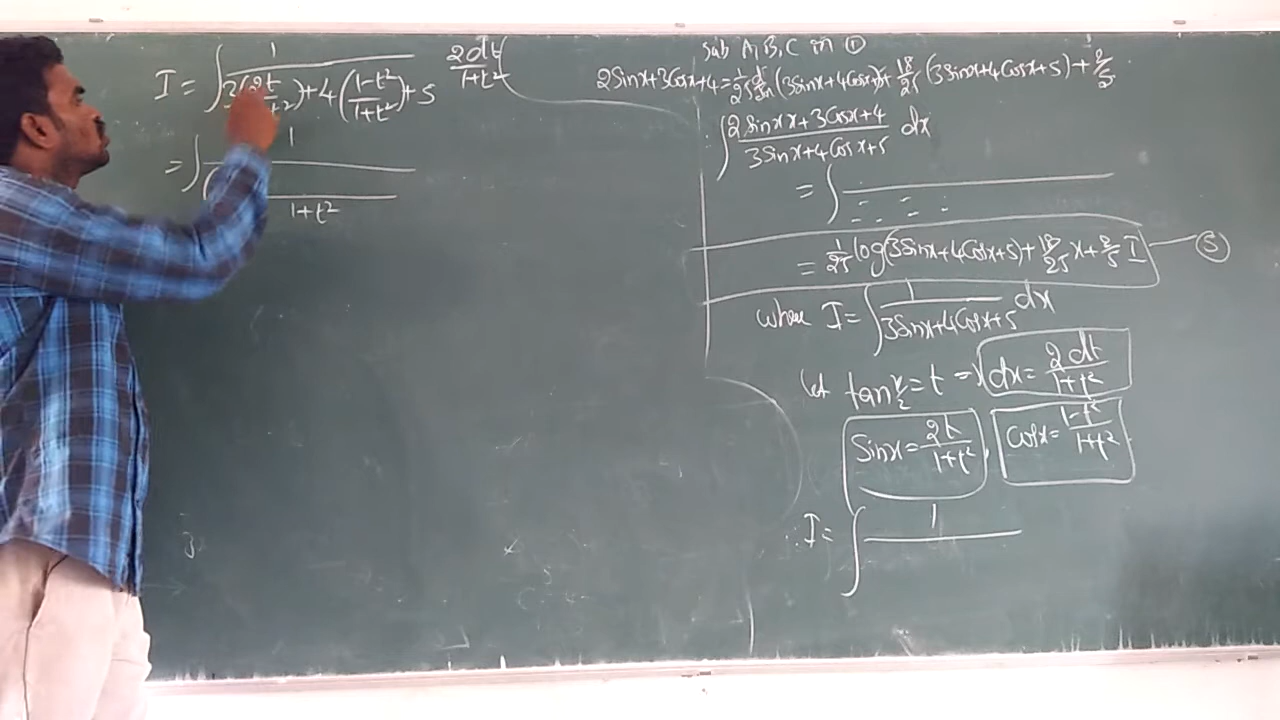 I = ∫ 1 / (3(2t/1+t²) + 4(1-t²/1+t²) + 5) 2dt/1+t²
= ∫ 1 / ( 1+t²
Sub A, B, C in ①
2Sinx+3Cosx+4 = 1/25 d/dx (3Sinx+4Cosx+5)+ 18/25 (3Sinx+4Cosx+5)+ 2/5
∫ 2Sinx x+3Cosx+4 / 3Sinx+4Cosx+5 dx
= ∫
= 1/25 log(3Sinx+4Cosx+5)+ 18/25 x+ 2/5 I — ⑤
where I = ∫ 1 / 3Sinx+4Cosx+5 dx
let tan x/2 = t ⇒ dx = 2dt / 1+t²
Sinx = 2t / 1+t² , Cosx = 1-t² / 1+t²
∴ I = ∫ 1